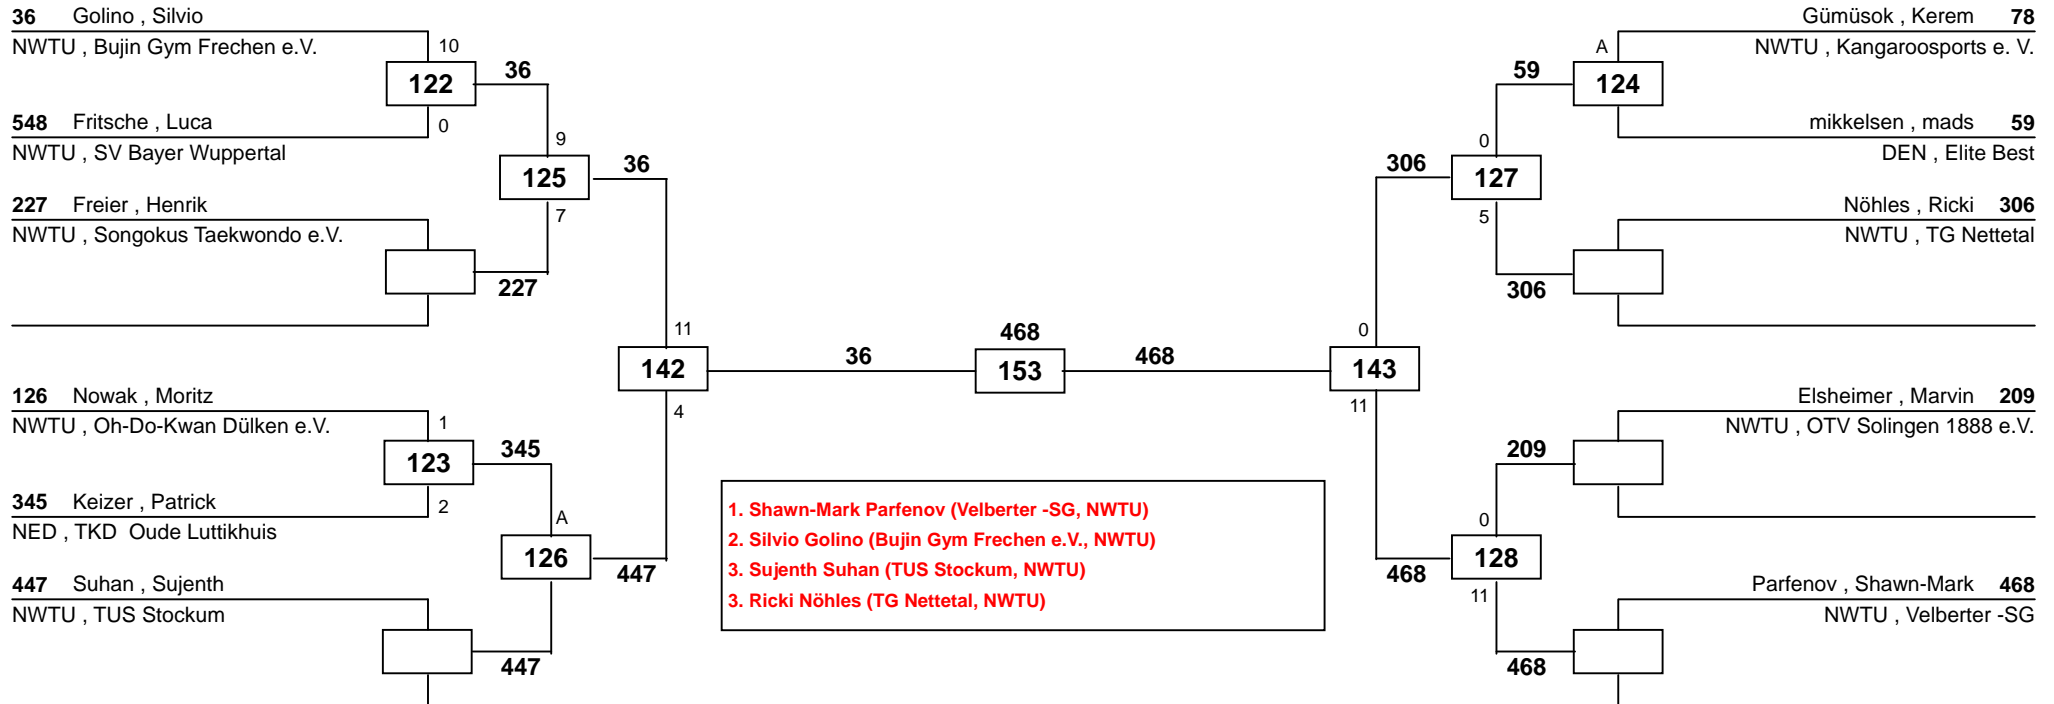 36 Golino , Silvio
NWTU , Bujin Gym Frechen e.V.
10
122
36
548 Fritsche , Luca
0
NWTU , SV Bayer Wuppertal
9
125
36
227 Freier , Henrik
7
NWTU , Songokus Taekwondo e.V.
227
11
142
36
4
126 Nowak , Moritz
NWTU , Oh-Do-Kwan Dülken e.V.
1
123
345
345 Keizer , Patrick
2
NED , TKD  Oude Luttikhuis
A
126
447
447 Suhan , Sujenth
NWTU , TUS Stockum
447
468
153
468
1. Shawn-Mark Parfenov (Velberter -SG, NWTU)
2. Silvio Golino (Bujin Gym Frechen e.V., NWTU)
3. Sujenth Suhan (TUS Stockum, NWTU)
3. Ricki Nöhles (TG Nettetal, NWTU)
Gümüsok , Kerem 78
A
NWTU , Kangaroosports e. V.
59
124
mikkelsen , mads 59
0
DEN , Elite Best
306
127
Nöhles , Ricki 306
5
NWTU , TG Nettetal
306
0
143
11
Elsheimer , Marvin 209
NWTU , OTV Solingen 1888 e.V.
209
0
128
468
11
Parfenov , Shawn-Mark 468
NWTU , Velberter -SG
468